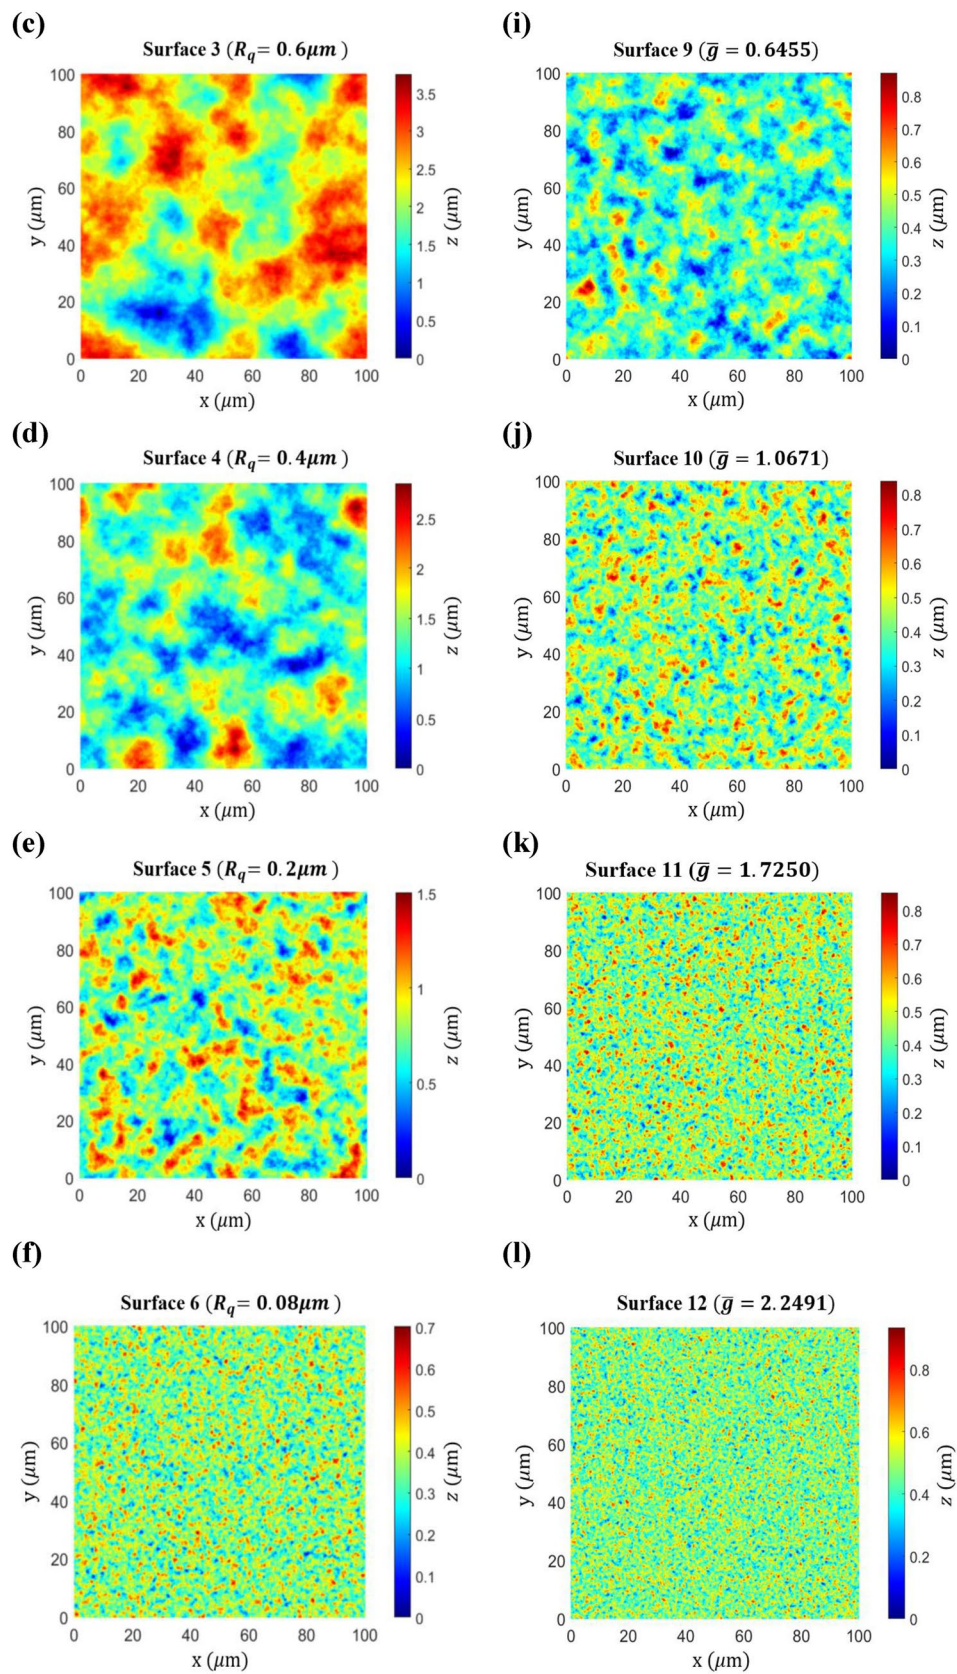 (c)
Surface 3 (R_q= 0.6μm )
100
80
60
40
20
0
y (μm)
0 20 40 60 80 100
x (μm)
3.5
3
2.5
2
1.5
1
0.5
0
z (μm)
(i)
Surface 9 (g̅ = 0.6455)
100
80
60
40
20
0
y (μm)
0 20 40 60 80 100
x (μm)
0.8
0.7
0.6
0.5
0.4
0.3
0.2
0.1
0
z (μm)
(d)
Surface 4 (R_q= 0.4μm )
100
80
60
40
20
0
y (μm)
0 20 40 60 80 100
x (μm)
2.5
2
1.5
1
0.5
0
z (μm)
(j)
Surface 10 (g̅ = 1.0671)
100
80
60
40
20
0
y (μm)
0 20 40 60 80 100
x (μm)
0.8
0.7
0.6
0.5
0.4
0.3
0.2
0.1
0
z (μm)
(e)
Surface 5 (R_q= 0.2μm )
100
80
60
40
20
0
y (μm)
0 20 40 60 80 100
x (μm)
1.5
1
0.5
0
z (μm)
(k)
Surface 11 (g̅ = 1.7250)
100
80
60
40
20
0
y (μm)
0 20 40 60 80 100
x (μm)
0.8
0.7
0.6
0.5
0.4
0.3
0.2
0.1
0
z (μm)
(f)
Surface 6 (R_q= 0.08μm )
100
80
60
40
20
0
y (μm)
0 20 40 60 80 100
x (μm)
0.7
0.6
0.5
0.4
0.3
0.2
0.1
0
z (μm)
(l)
Surface 12 (g̅ = 2.2491)
100
80
60
40
20
0
y (μm)
0 20 40 60 80 100
x (μm)
0.8
0.6
0.4
0.2
0
z (μm)